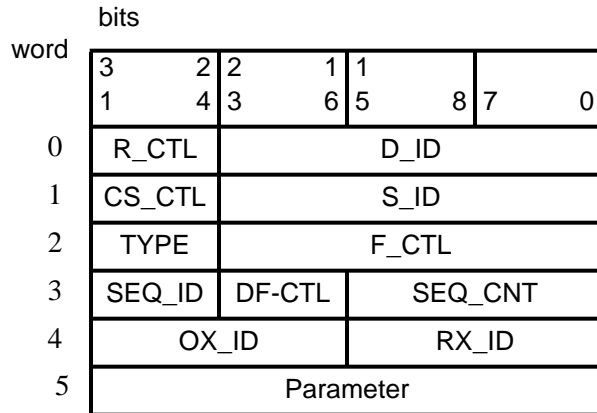 bits
word
3 2 2 1 1
1 4 3 6 5 8 7 0
0 R_CTL D_ID
1 CS_CTL S_ID
2 TYPE F_CTL
3 SEQ_ID DF-CTL SEQ_CNT
4 OX_ID RX_ID
5 Parameter